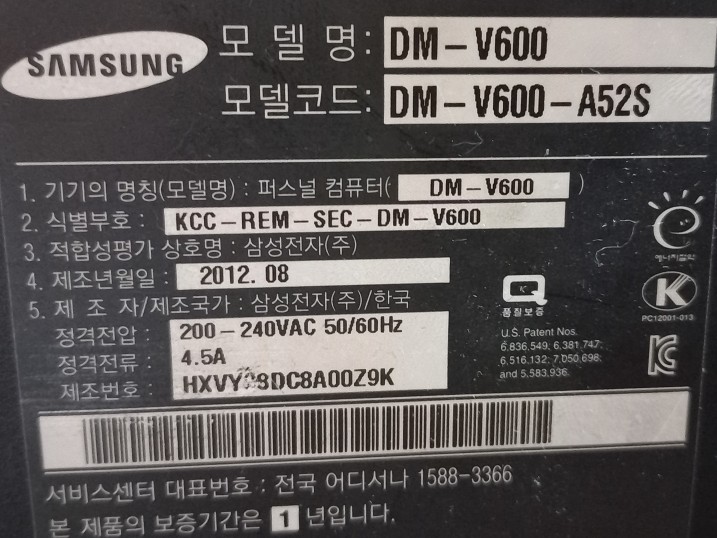 SAMSUNG
모 델 명: DM-V600
모델코드: DM-V600-A52S
1. 기기의 명칭(모델명) : 퍼스널 컴퓨터( DM-V600 )
2. 식별부호 : KCC-REM-SEC-DM-V600
3. 적합성평가 상호명 : 삼성전자(주)
4. 제조년월일 : 2012. 08
5. 제 조 자/제조국가 : 삼성전자(주)/한국
정격전압 : 200-240VAC 50/60Hz
정격전류 : 4.5A
제조번호 :
에너지절약
Q
품질보증
K
PC12001-013
U.S. Patent Nos.
6,836,549; 6,381,747;
6,516,132; 7,050,698;
and 5,583,936
서비스센터 대표번호 : 전국 어디서나 1588-3366
본 제품의 보증기간은 1 년입니다.